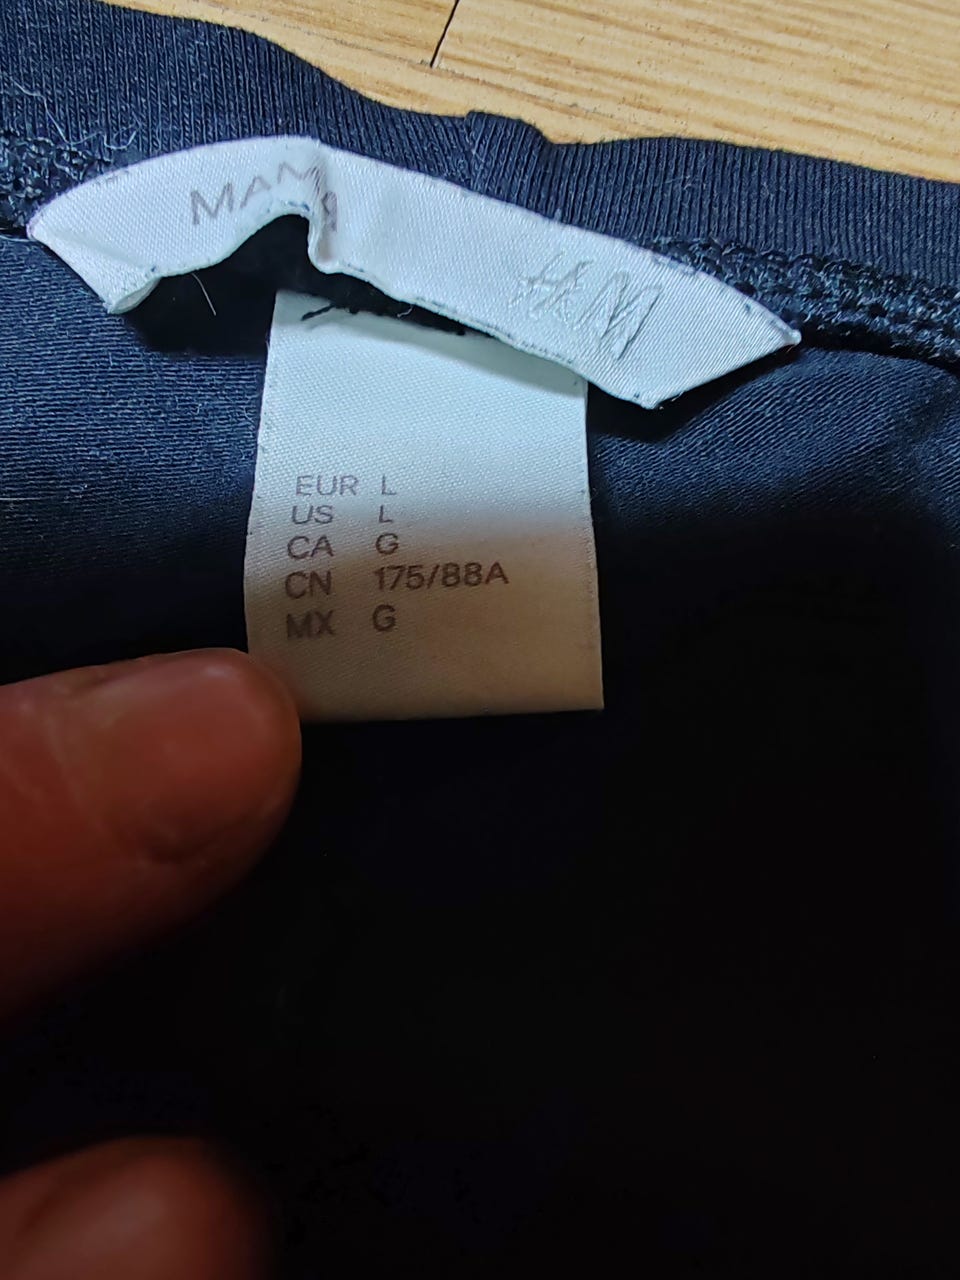 MAMA
H&M
EUR L
US L
CA G
CN 175/88A
MX G